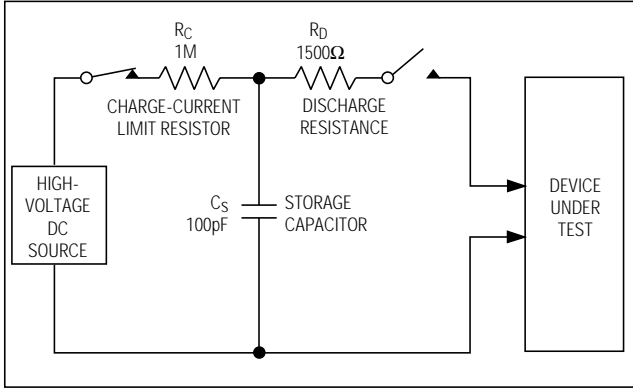 R_C
1M
CHARGE-CURRENT
LIMIT RESISTOR
R_D
1500Ω
DISCHARGE
RESISTANCE
HIGH-
VOLTAGE
DC
SOURCE
C_S
100pF
STORAGE
CAPACITOR
DEVICE
UNDER
TEST